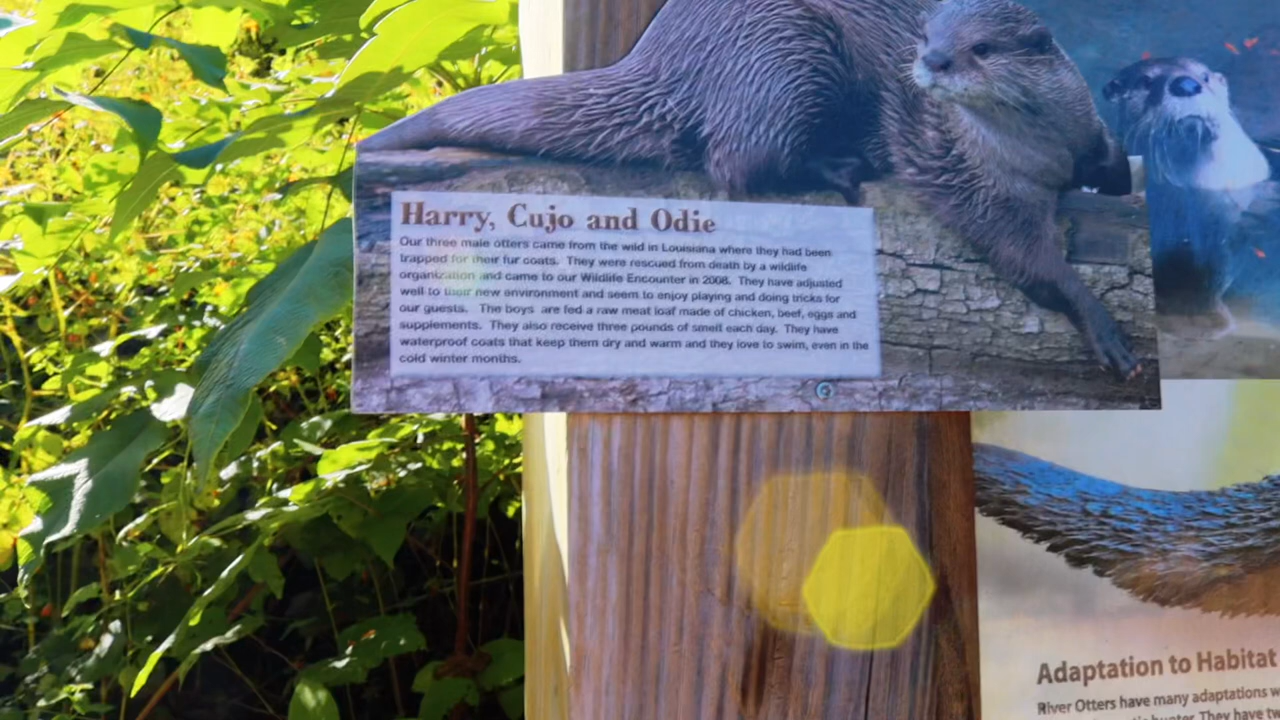 Harry, Cujo and Odie
Our three male otters came from the wild in Louisiana where they had been
trapped for their fur coats. They were rescued from death by a wildlife
organization and came to our Wildlife Encounter in 2008. They have adjusted
well to their new environment and seem to enjoy playing and doing tricks for
our guests. The boys are fed a raw meat loaf made of chicken, beef, eggs and
supplements. They also receive three pounds of smelt each day. They have
waterproof coats that keep them dry and warm and they love to swim, even in the
cold winter months.
Adaptation to Habitat
River Otters have many adaptations
They have